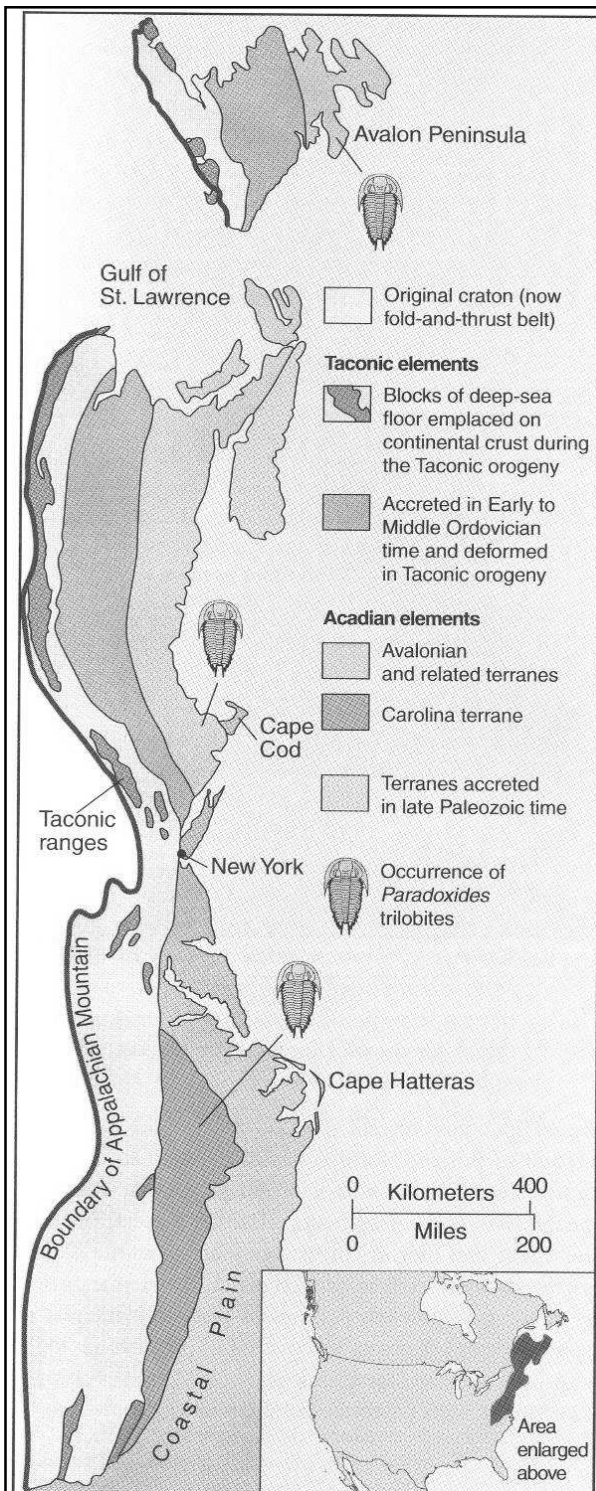 Avalon Peninsula
Gulf of
St. Lawrence
Original craton (now
fold-and-thrust belt)
Taconic elements
Blocks of deep-sea
floor emplaced on
continental crust during
the Taconic orogeny
Accreted in Early to
Middle Ordovician
time and deformed
in Taconic orogeny
Acadian elements
Avalonian
and related terranes
Carolina terrane
Terranes accreted
in late Paleozoic time
Occurrence of
Paradoxides
trilobites
Cape
Cod
Taconic
ranges
New York
Boundary of Appalachian Mountain
Cape Hatteras
0 Kilometers 400
0 Miles 200
Coastal Plain
Area
enlarged
above